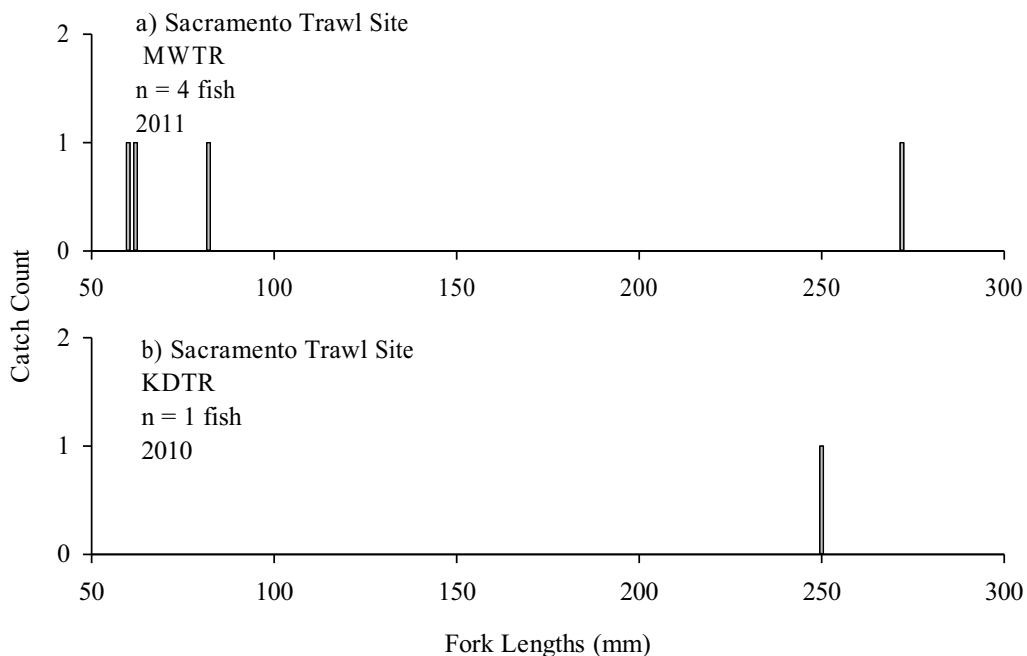 a) Sacramento Trawl Site
MWTR
n = 4 fish
2011
2
1
0
50 100 150 200 250 300
Catch Count
b) Sacramento Trawl Site
KDTR
n = 1 fish
2010
2
1
0
50 100 150 200 250 300
Fork Lengths (mm)